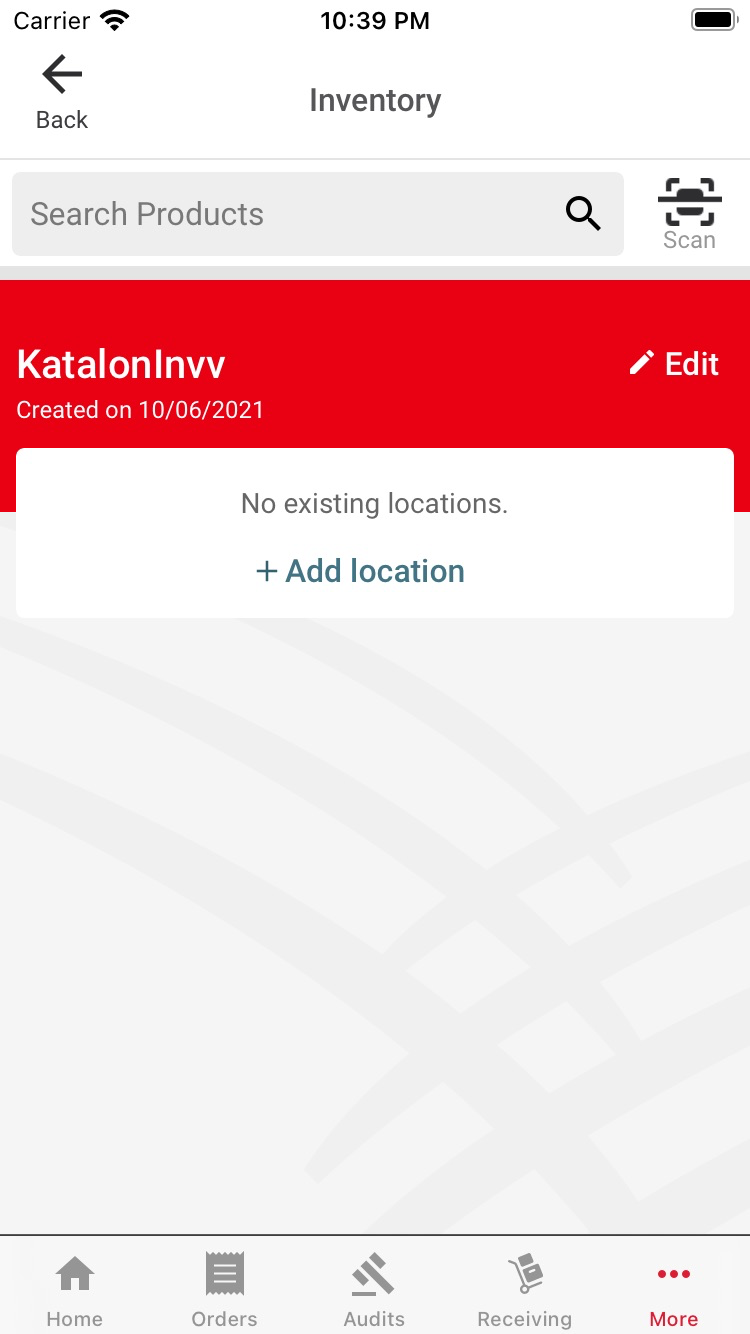 Carrier 10:39 PM
Back
Inventory
Search Products
Scan
KatalonInvv
Edit
Created on 10/06/2021
No existing locations.
+ Add location
Home Orders Audits Receiving More